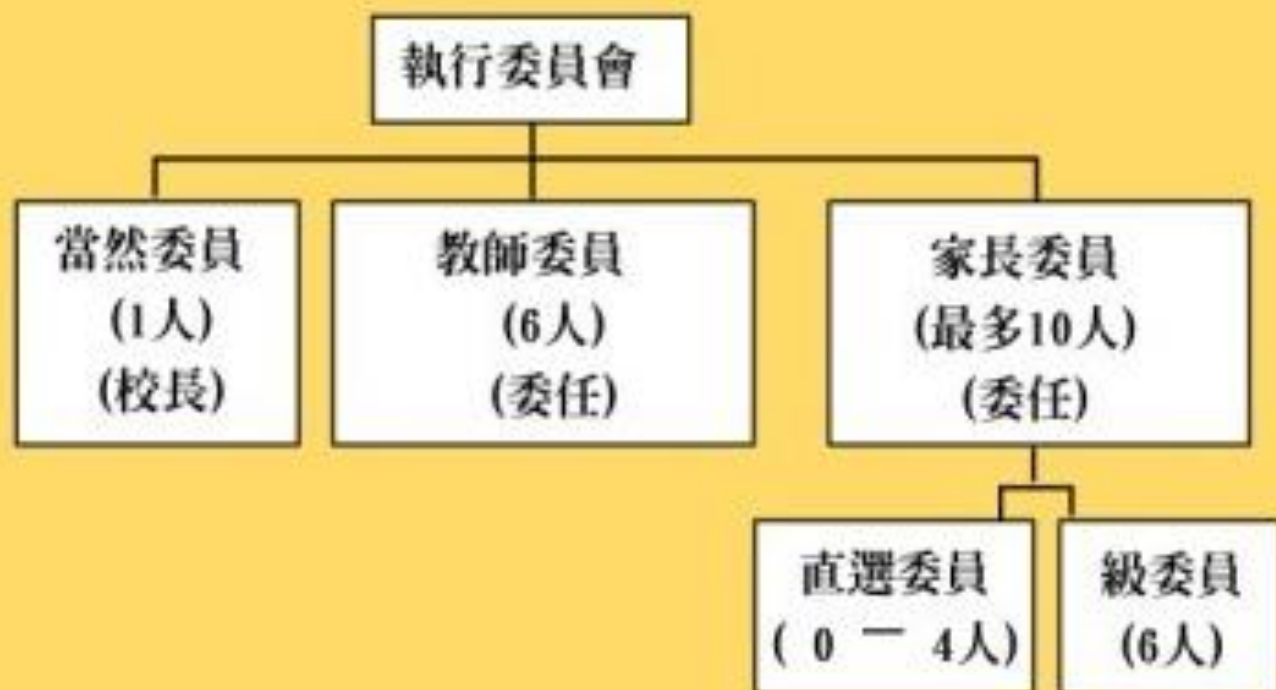 執行委員會
當然委員
(1人)
(校長)
教師委員
(6人)
(委任)
家長委員
(最多10人)
(委任)
直選委員
( 0 一 4人)
級委員
(6人)